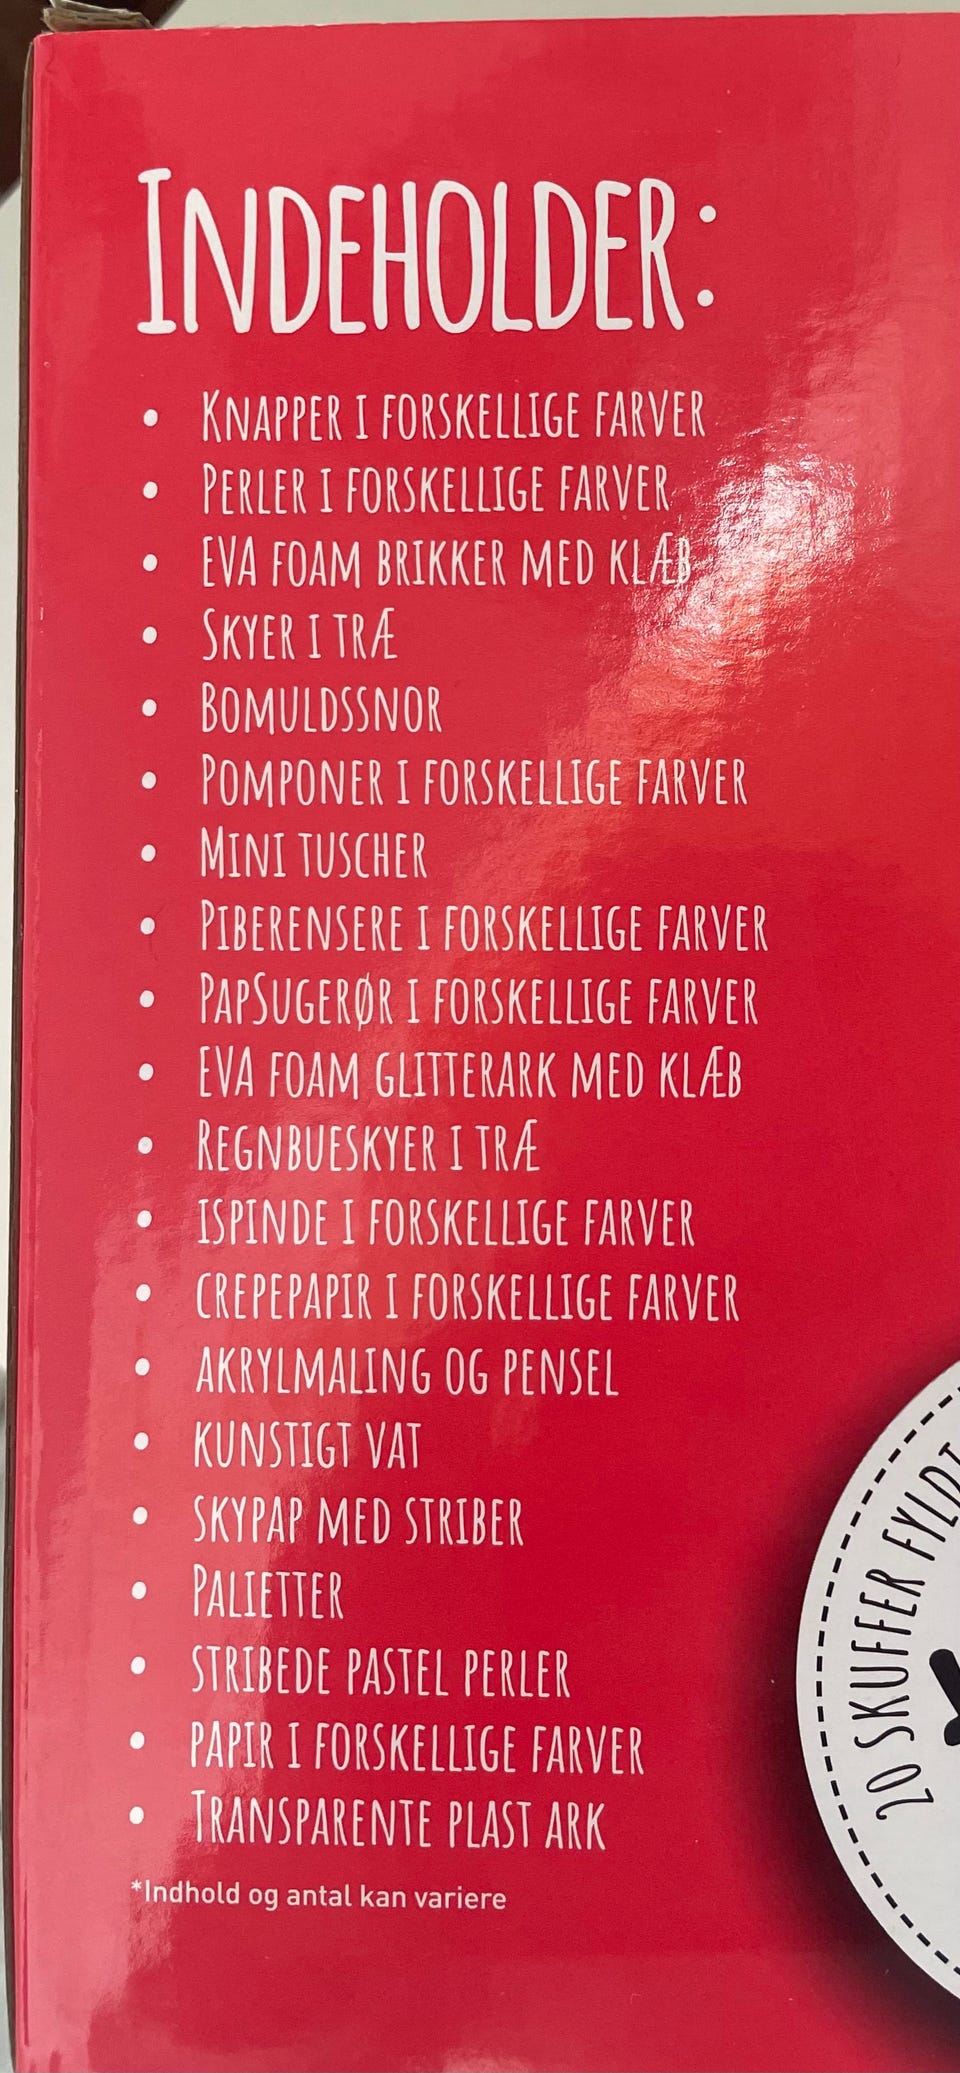 Indeholder:
• Knapper i forskellige farver
• Perler i forskellige farver
• EVA foam brikker med klæb
• Skyer i træ
• Bomuldssnor
• Pomponer i forskellige farver
• Mini tuscher
• Piberensere i forskellige farver
• PapSugerør i forskellige farver
• EVA foam glitterark med klæb
• Regnbueskyer i træ
• ispinde i forskellige farver
• crepepapir i forskellige farver
• akrylmaling og pensel
• kunstigt vat
• skypap med striber
• Palietter
• stribede pastel perler
• papir i forskellige farver
• Transparente plast ark
*Indhold og antal kan variere
20 skuffer fyldt